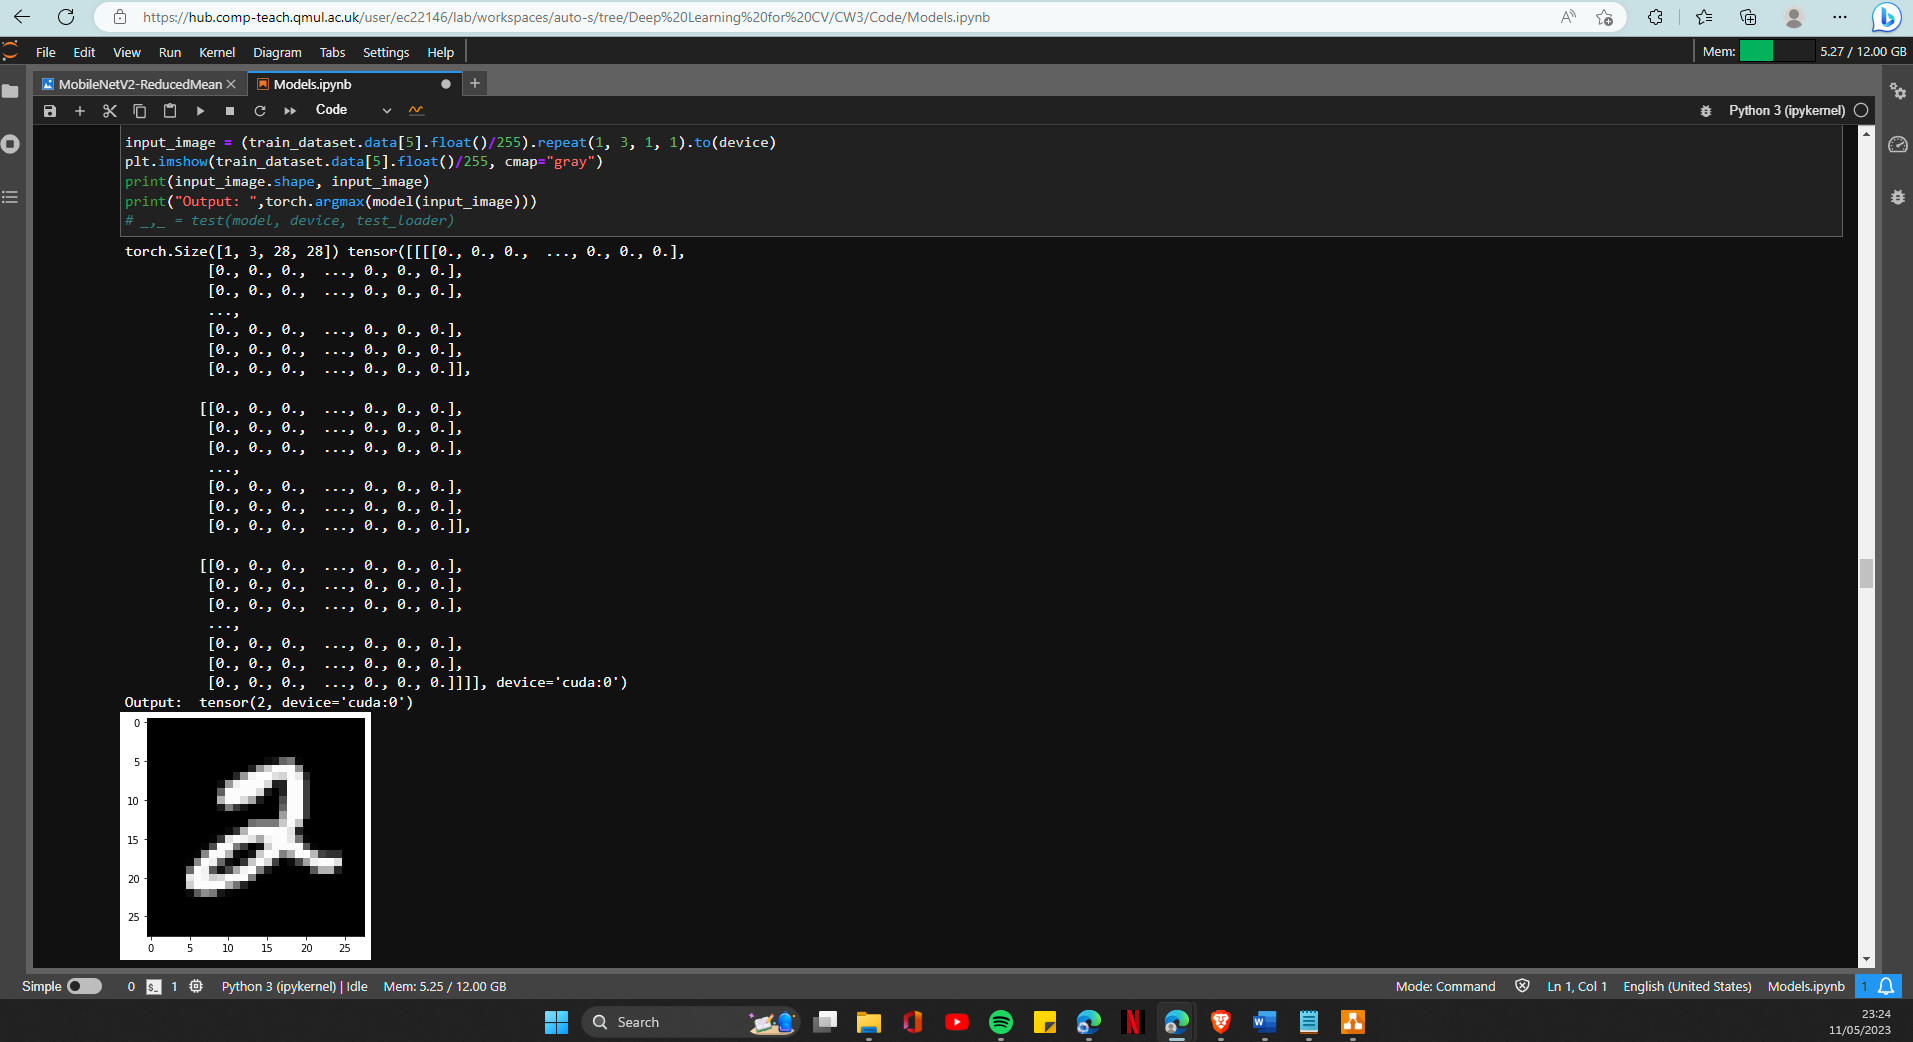 https://hub.comp-teach.qmul.ac.uk/user/ec22146/lab/workspaces/auto-s/tree/Deep%20Learning%20for%20CV/CW3/Code/Models.ipynb
File Edit View Run Kernel Diagram Tabs Settings Help Mem: 5.27 / 12.00 GB
MobileNetV2-ReducedMean Models.ipynb
Code Python 3 (ipykernel)
input_image = (train_dataset.data[5].float()/255).repeat(1, 3, 1, 1).to(device)
plt.imshow(train_dataset.data[5].float()/255, cmap="gray")
print(input_image.shape, input_image)
print("Output: ",torch.argmax(model(input_image)))
# _,_ = test(model, device, test_loader)
torch.Size([1, 3, 28, 28]) tensor([[[[0., 0., 0., ..., 0., 0., 0.],
[0., 0., 0., ..., 0., 0., 0.],
[0., 0., 0., ..., 0., 0., 0.],
...,
[0., 0., 0., ..., 0., 0., 0.],
[0., 0., 0., ..., 0., 0., 0.],
[0., 0., 0., ..., 0., 0., 0.]],
[[0., 0., 0., ..., 0., 0., 0.],
[0., 0., 0., ..., 0., 0., 0.],
[0., 0., 0., ..., 0., 0., 0.],
...,
[0., 0., 0., ..., 0., 0., 0.],
[0., 0., 0., ..., 0., 0., 0.],
[0., 0., 0., ..., 0., 0., 0.]],
[[0., 0., 0., ..., 0., 0., 0.],
[0., 0., 0., ..., 0., 0., 0.],
[0., 0., 0., ..., 0., 0., 0.],
...,
[0., 0., 0., ..., 0., 0., 0.],
[0., 0., 0., ..., 0., 0., 0.],
[0., 0., 0., ..., 0., 0., 0.]]]], device='cuda:0')
Output: tensor(2, device='cuda:0')
0
5
10
15
20
25
0 5 10 15 20 25
Simple 0 $_ 1 Python 3 (ipykernel) | Idle Mem: 5.25 / 12.00 GB Mode: Command Ln 1, Col 1 English (United States) Models.ipynb 1
Search
23:24
11/05/2023